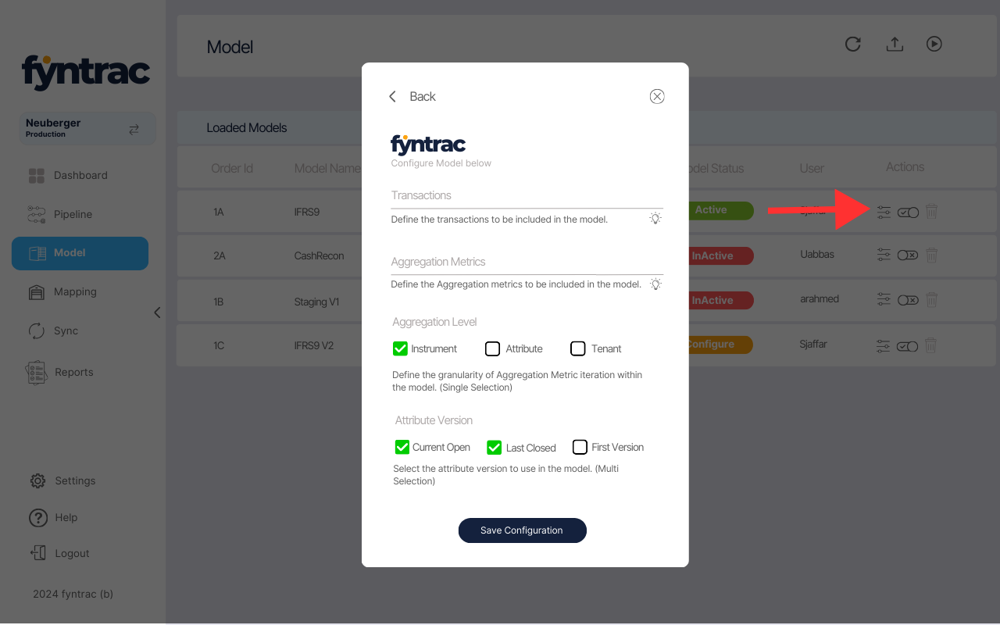 fyntrac
Neuberger
Production
Dashboard
Pipeline
Model
Mapping
Sync
Reports
Settings
Help
Logout
2024 fyntrac (b)
Model
Loaded Models
Order Id Model Name Status User Actions
1A IFRS9 Active
2A CashRecon InActive Uabbas
1B Staging V1 InActive arahmed
1C IFRS9 V2 Configure Sjaffar
Back
fyntrac
Configure Model below
Transactions
Define the transactions to be included in the model.
Aggregation Metrics
Define the Aggregation metrics to be included in the model.
Aggregation Level
Instrument Attribute Tenant
Define the granularity of Aggregation Metric iteration within
the model. (Single Selection)
Attribute Version
Current Open Last Closed First Version
Select the attribute version to use in the model. (Multi
Selection)
Save Configuration